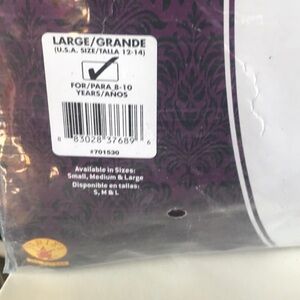 LARGE/GRANDE
(U.S.A. SIZE/TALLA 12-14)
FOR/PARA 8-10
YEARS/AÑOS
8 83028 37689 6
#701530
Available in Sizes:
Small, Medium & Large
Disponible en tallas:
S, M & L